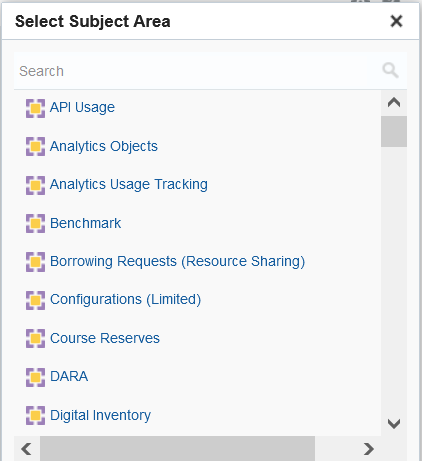 Select Subject Area
Search
API Usage
Analytics Objects
Analytics Usage Tracking
Benchmark
Borrowing Requests (Resource Sharing)
Configurations (Limited)
Course Reserves
DARA
Digital Inventory